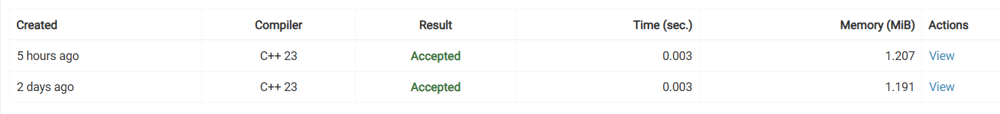 Created Compiler Result Time (sec.) Memory (MiB) Actions
5 hours ago C++ 23 Accepted 0.003 1.207 View
2 days ago C++ 23 Accepted 0.003 1.191 View